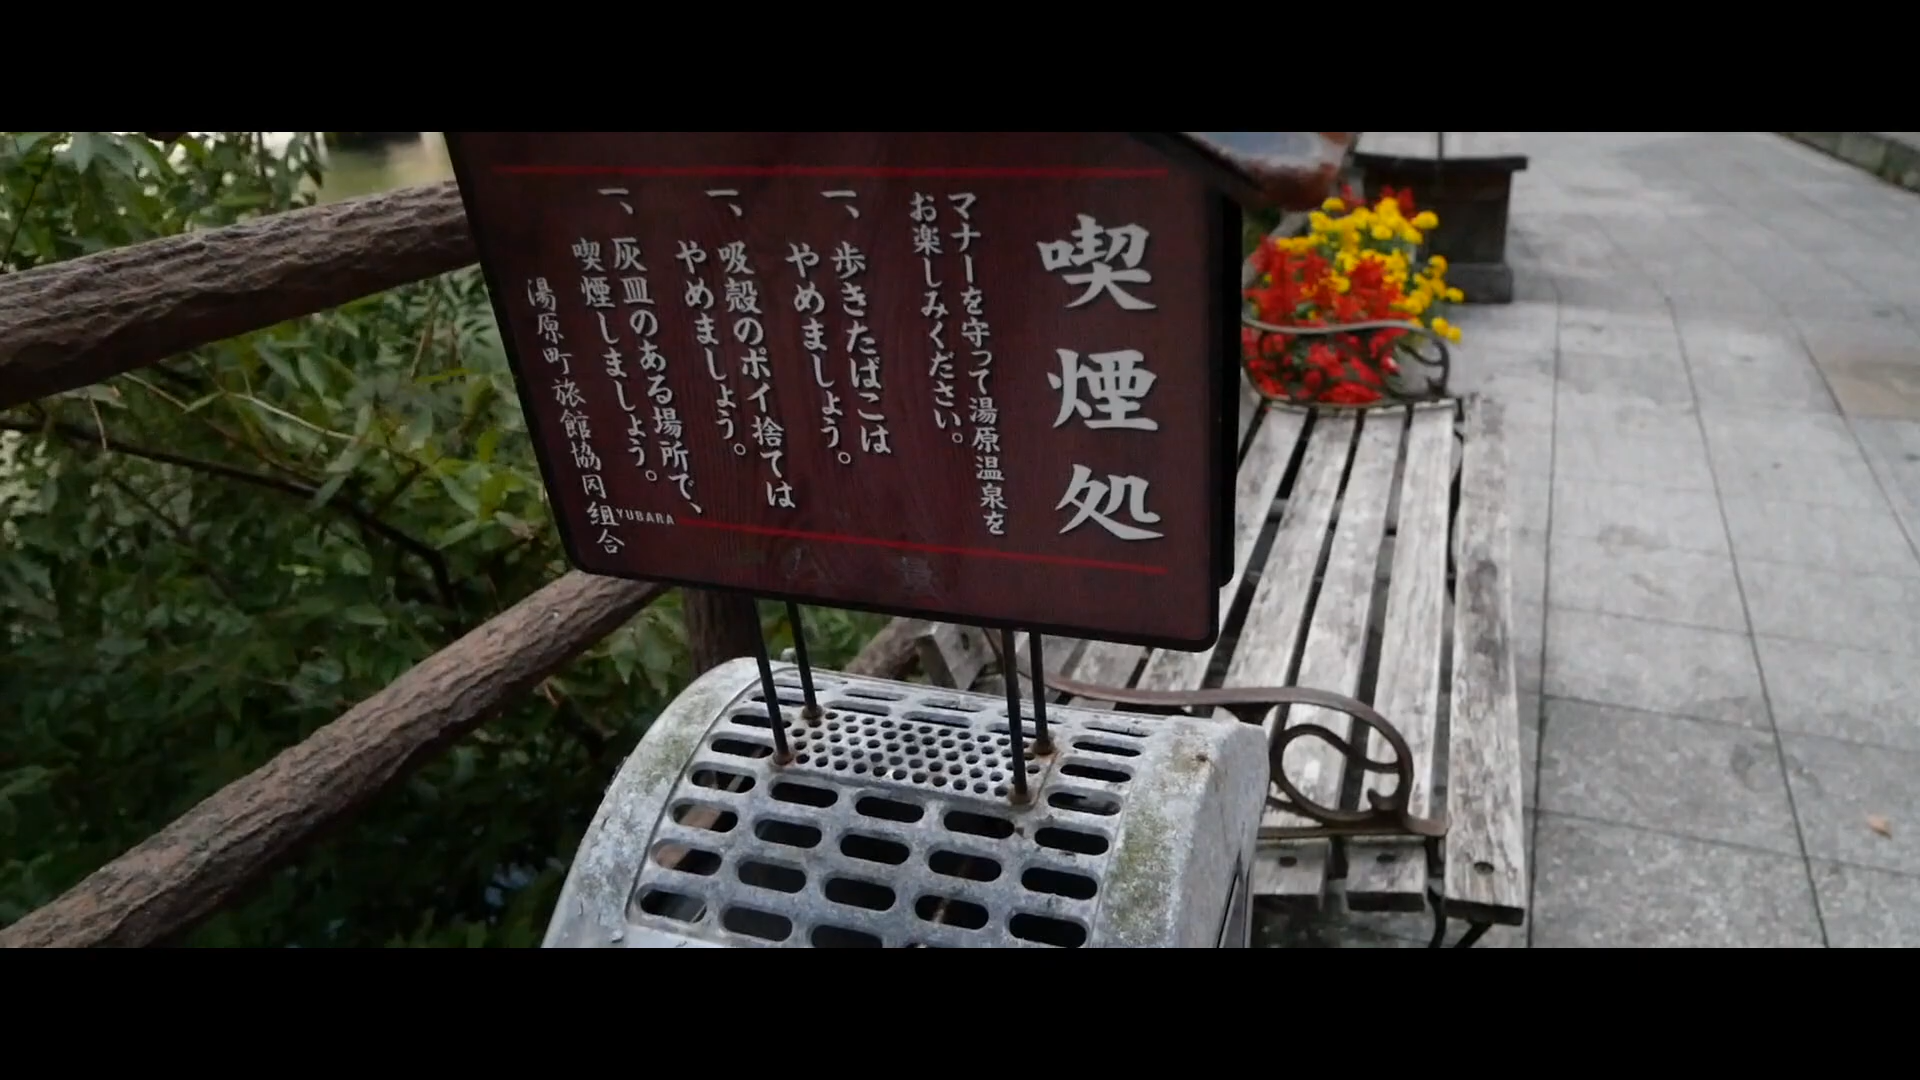 喫煙処
マナーを守って湯原温泉を
お楽しみください。
一、歩きたばこは
やめましょう。
一、吸殻のポイ捨ては
やめましょう。
一、灰皿のある場所で、
喫煙しましょう。
湯原町旅館協同組合
YUBARA